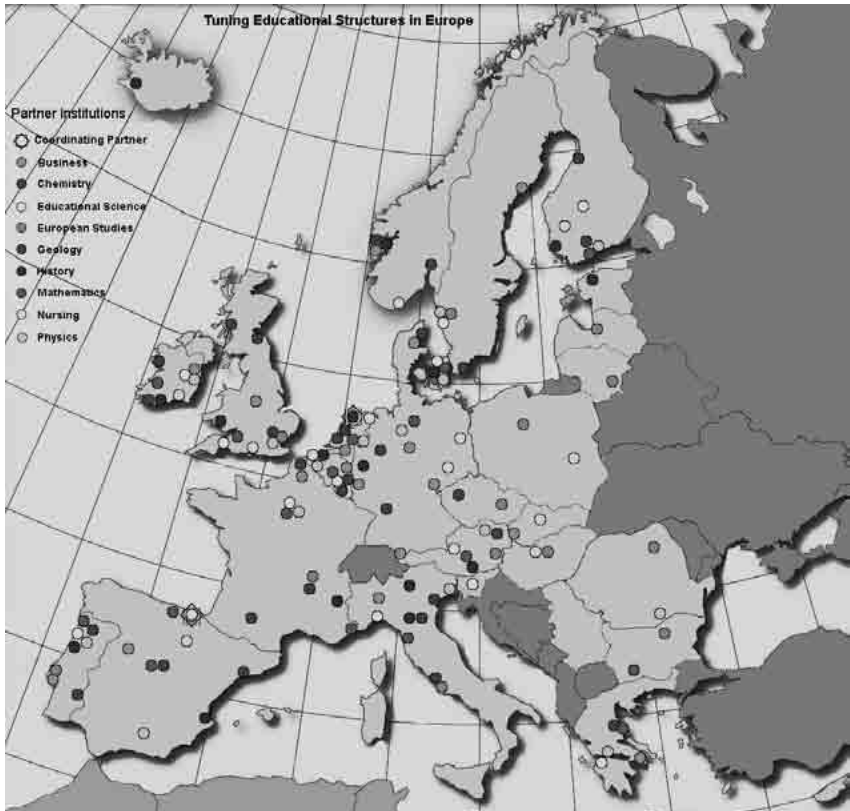 Tuning Educational Structures in Europe
Partner Institutions
Coordinating Partner
Business
Chemistry
Educational Science
European Studies
Geology
History
Mathematics
Nursing
Physics